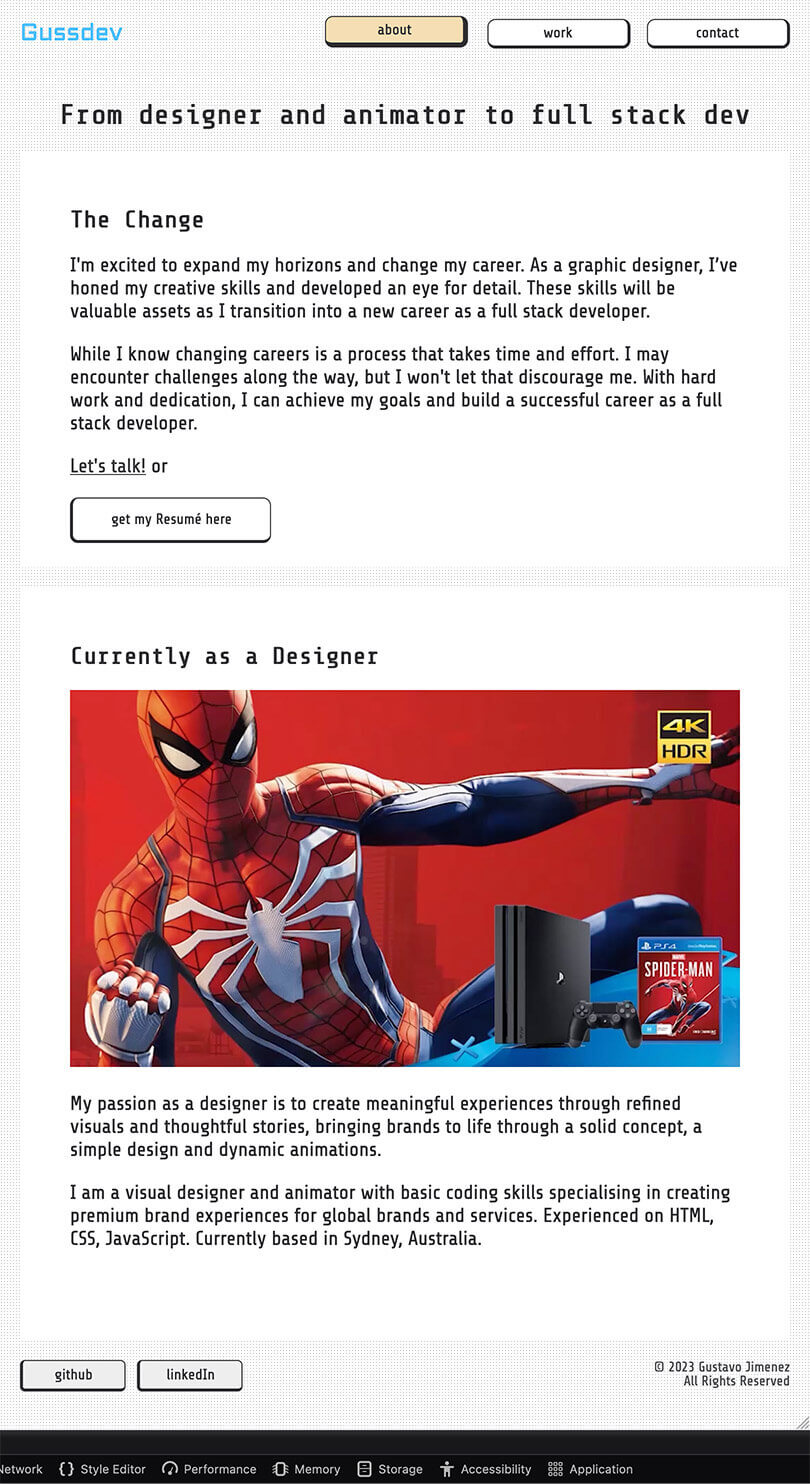 Gussdev
about
work
contact
From designer and animator to full stack dev
The Change
I'm excited to expand my horizons and change my career. As a graphic designer, I’ve
honed my creative skills and developed an eye for detail. These skills will be
valuable assets as I transition into a new career as a full stack developer.
While I know changing careers is a process that takes time and effort. I may
encounter challenges along the way, but I won't let that discourage me. With hard
work and dedication, I can achieve my goals and build a successful career as a full
stack developer.
Let's talk! or
get my Resumé here
Currently as a Designer
4K
HDR
PS4
MARVEL
SPIDER-MAN
My passion as a designer is to create meaningful experiences through refined
visuals and thoughtful stories, bringing brands to life through a solid concept, a
simple design and dynamic animations.
I am a visual designer and animator with basic coding skills specialising in creating
premium brand experiences for global brands and services. Experienced on HTML,
CSS, JavaScript. Currently based in Sydney, Australia.
github
linkedIn
© 2023 Gustavo Jimenez
All Rights Reserved
etwork
Style Editor
Performance
Memory
Storage
Accessibility
Application